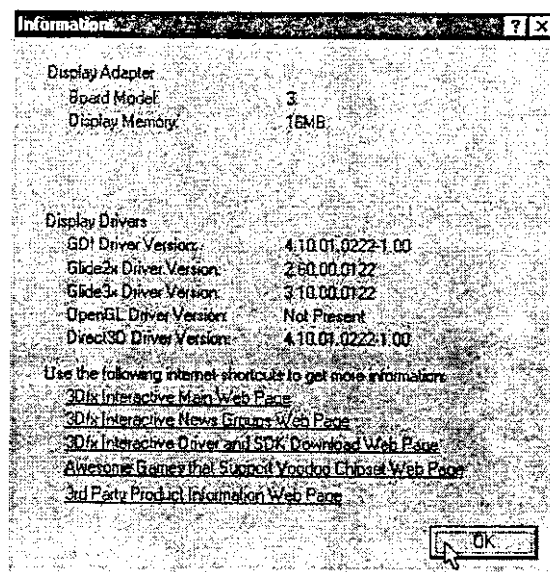 Information
Display Adapter
Board Model: 3
Display Memory: 16MB
Display Drivers
GDI Driver Version: 4.10.01.0222-1.00
Glide2x Driver Version: 2.60.00.0122
Glide3x Driver Version: 3.10.00.0122
OpenGL Driver Version: Not Present
Direct3D Driver Version: 4.10.01.0222-1.00
Use the following internet shortcuts to get more information:
3Dfx Interactive Main Web Page
3Dfx Interactive News Groups Web Page
3Dfx Interactive Driver and SDK Download Web Page
Awesome Games that Support Voodoo Chipset Web Page
3rd Party Product Information Web Page
OK